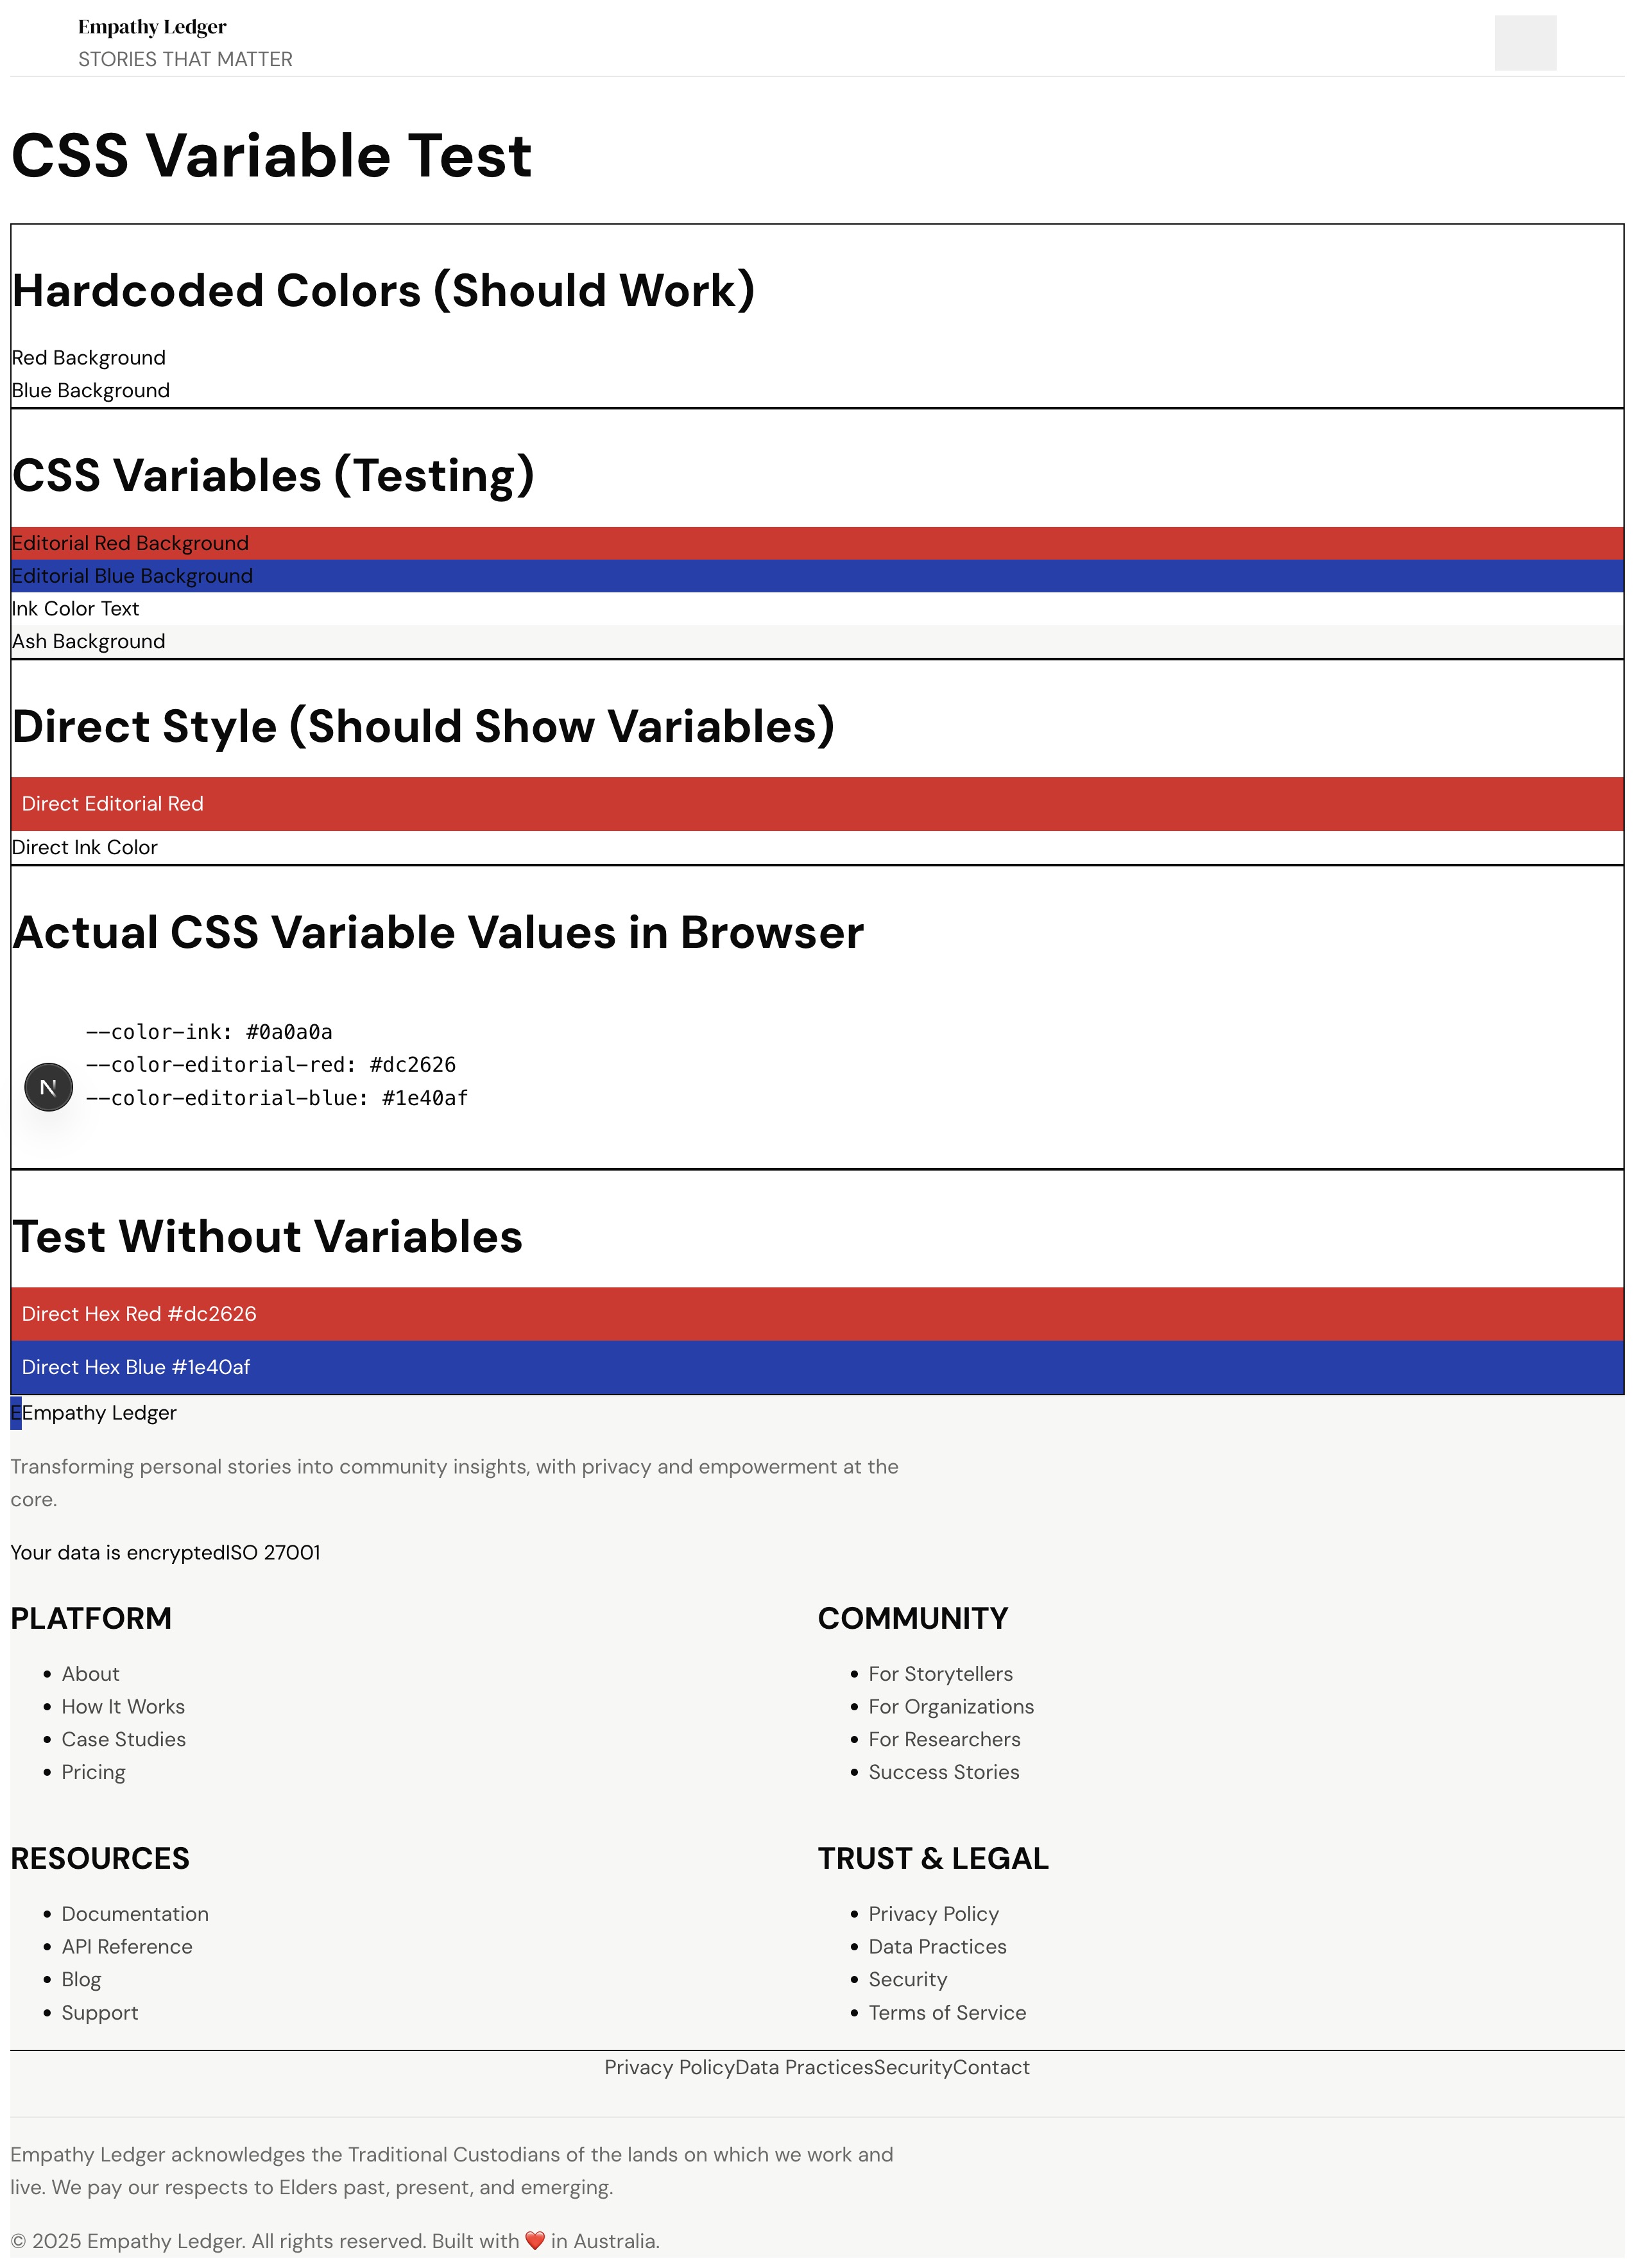 Empathy Ledger
STORIES THAT MATTER
CSS Variable Test
Hardcoded Colors (Should Work)
Red Background
Blue Background
CSS Variables (Testing)
Editorial Red Background
Editorial Blue Background
Ink Color Text
Ash Background
Direct Style (Should Show Variables)
Direct Editorial Red
Direct Ink Color
Actual CSS Variable Values in Browser
--color-ink: #0a0a0a
--color-editorial-red: #dc2626
N
--color-editorial-blue: #1e40af
Test Without Variables
Direct Hex Red #dc2626
Direct Hex Blue #1e40af
EEmpathy Ledger
Transforming personal stories into community insights, with privacy and empowerment at the
core.
Your data is encryptedISO 27001
PLATFORM
• About
• How It Works
• Case Studies
• Pricing
COMMUNITY
• For Storytellers
• For Organizations
• For Researchers
• Success Stories
RESOURCES
• Documentation
• API Reference
• Blog
• Support
TRUST & LEGAL
• Privacy Policy
• Data Practices
• Security
• Terms of Service
Privacy PolicyData PracticesSecurityContact
Empathy Ledger acknowledges the Traditional Custodians of the lands on which we work and
live. We pay our respects to Elders past, present, and emerging.
© 2025 Empathy Ledger. All rights reserved. Built with ❤️ in Australia.